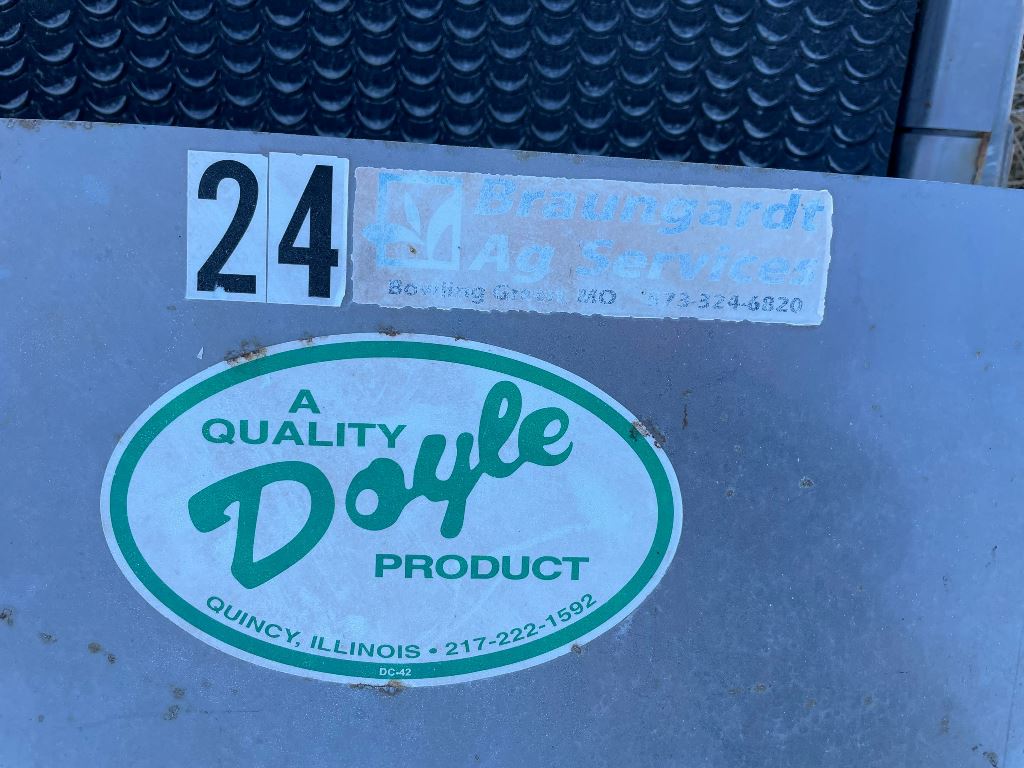 24
Braungardt
Ag Services
Bowling Green, MO 573-324-6820
A
QUALITY
Doyle
PRODUCT
QUINCY, ILLINOIS • 217-222-1592
DC-42